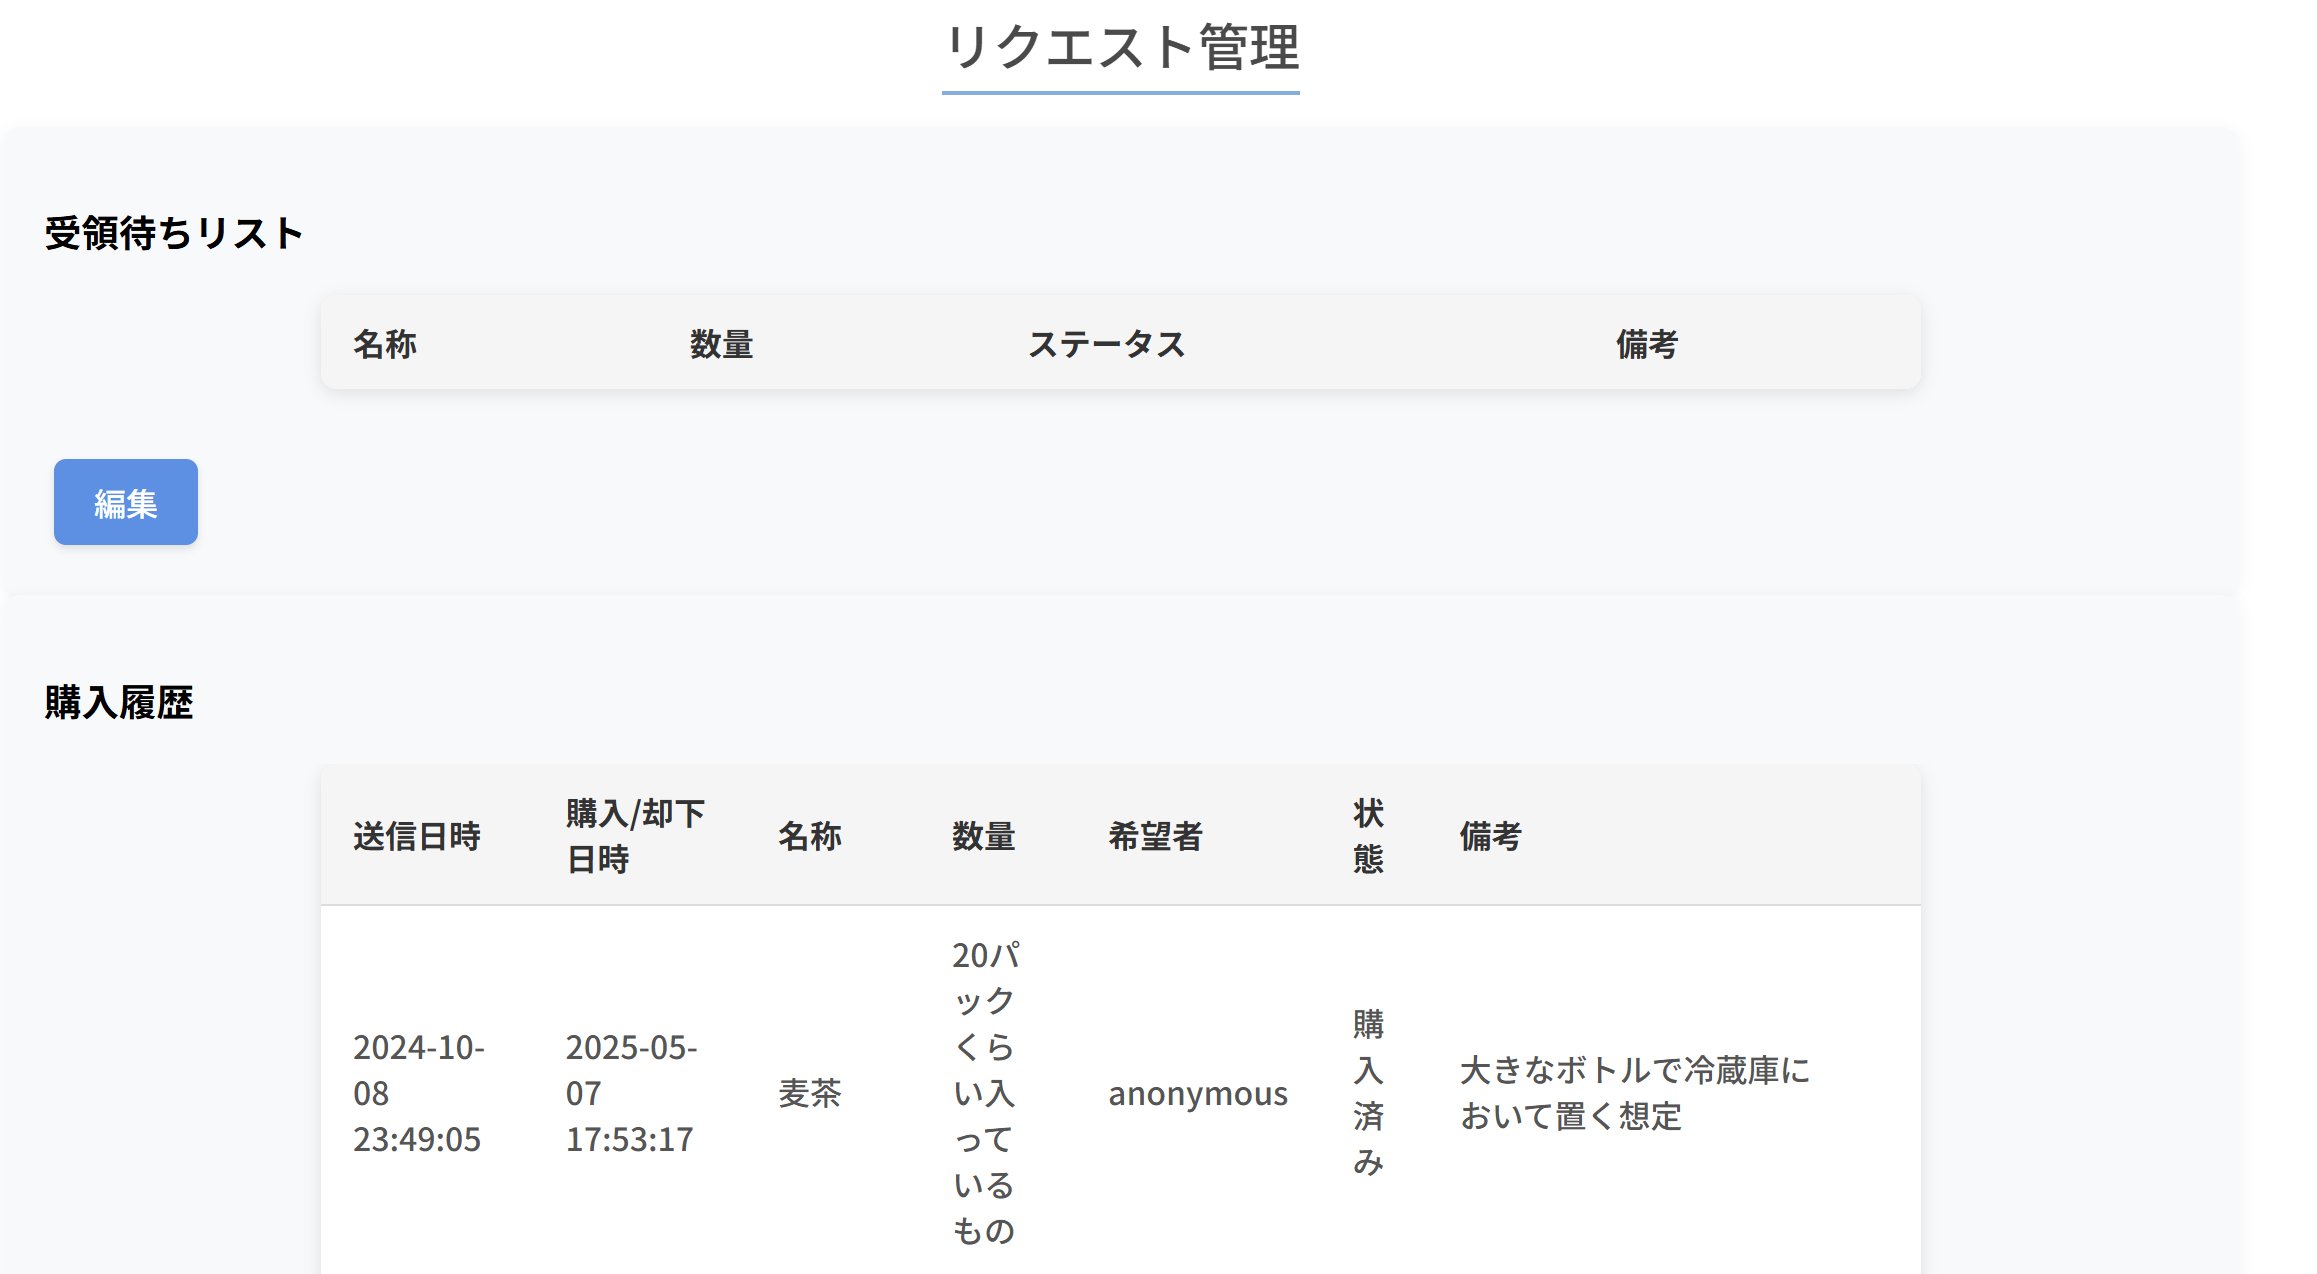 リクエスト管理
受領待ちリスト
名称 数量 ステータス 備考
編集
購入履歴
送信日時 購入/却下日時 名称 数量 希望者 状態 備考
2024-10-08 23:49:05 2025-05-07 17:53:17 麦茶 20パックくらい入っているもの anonymous 購入済み 大きなボトルで冷蔵庫において置く想定